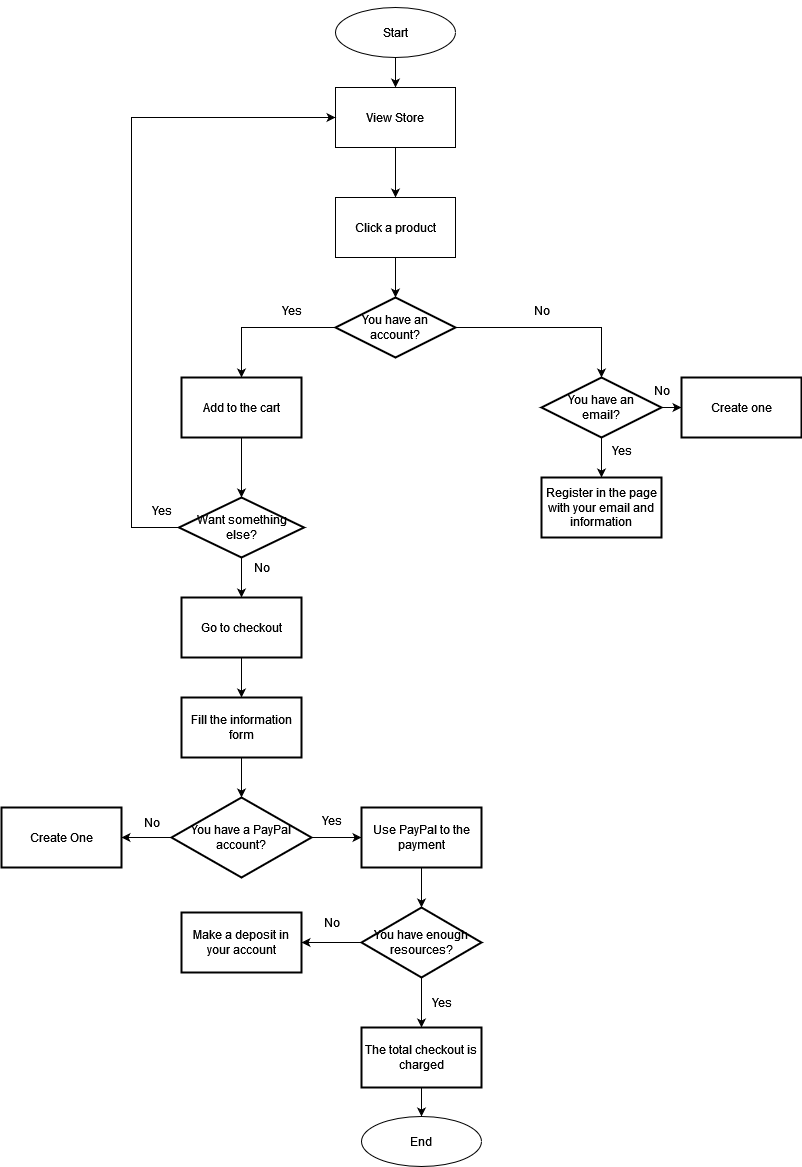 Start
View Store
Click a product
Yes
No
You have an
account?
Add to the cart
You have an
email?
No
Create one
Yes
Register in the page
with your email and
information
Yes
Want something
else?
No
Go to checkout
Fill the information
form
Create One
No
You have a PayPal
account?
Yes
Use PayPal to the
payment
Make a deposit in
your account
No
You have enough
resources?
Yes
The total checkout is
charged
End